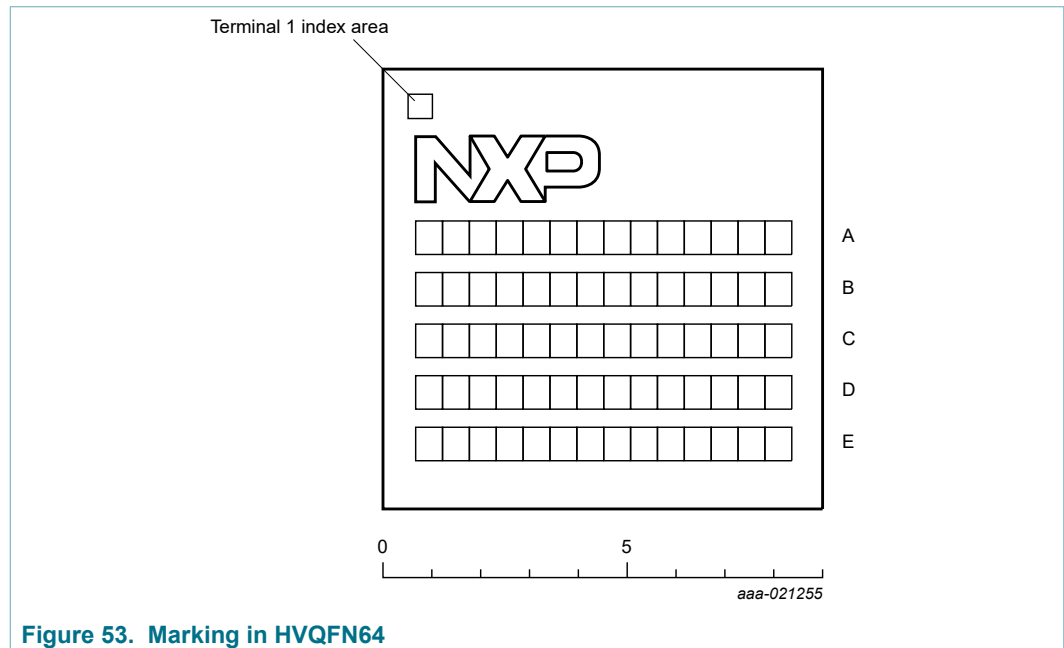 Terminal 1 index area
NXP
A
B
C
D
E
0 5
aaa-021255
Figure 53. Marking in HVQFN64